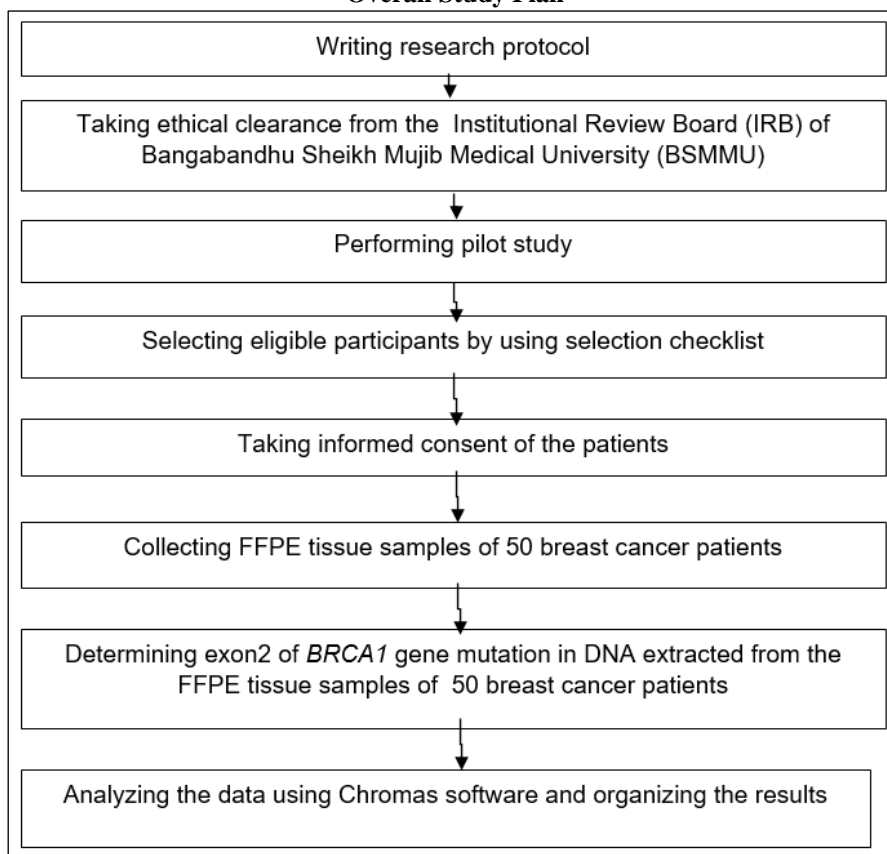 Overall Study Plan
Writing research protocol
Taking ethical clearance from the Institutional Review Board (IRB) of
Bangabandhu Sheikh Mujib Medical University (BSMMU)
Performing pilot study
Selecting eligible participants by using selection checklist
Taking informed consent of the patients
Collecting FFPE tissue samples of 50 breast cancer patients
Determining exon2 of BRCA1 gene mutation in DNA extracted from the
FFPE tissue samples of 50 breast cancer patients
Analyzing the data using Chromas software and organizing the results